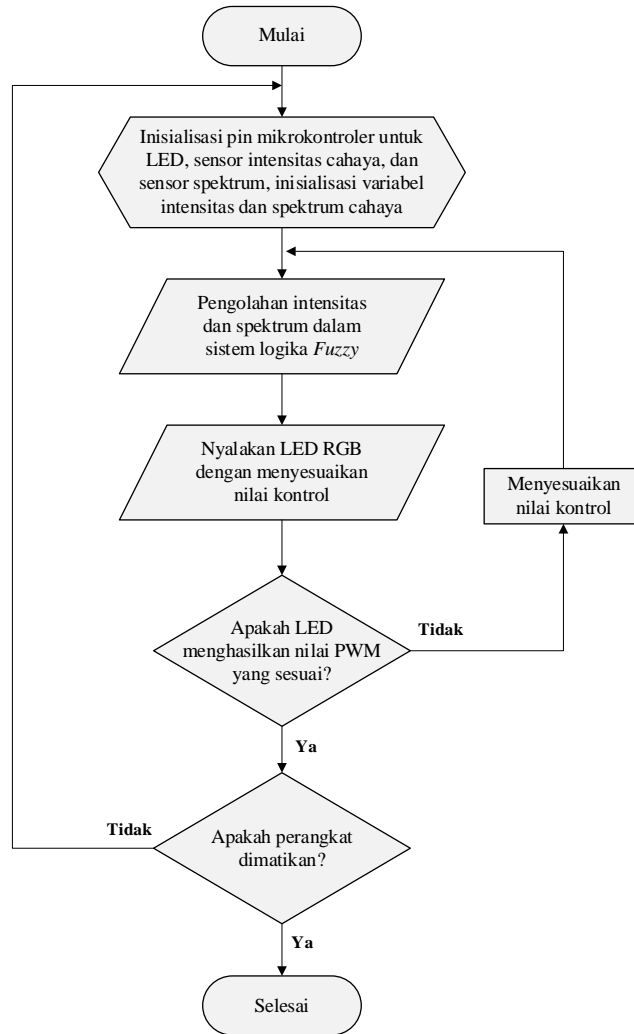 Mulai
Inisialisasi pin mikrokontroler untuk
LED, sensor intensitas cahaya, dan
sensor spektrum, inisialisasi variabel
intensitas dan spektrum cahaya
Pengolahan intensitas
dan spektrum dalam
sistem logika Fuzzy
Nyalakan LED RGB
dengan menyesuaikan
nilai kontrol
Menyesuaikan
nilai kontrol
Apakah LED
menghasilkan nilai PWM
yang sesuai?
Tidak
Ya
Apakah perangkat
dimatikan?
Tidak
Ya
Selesai